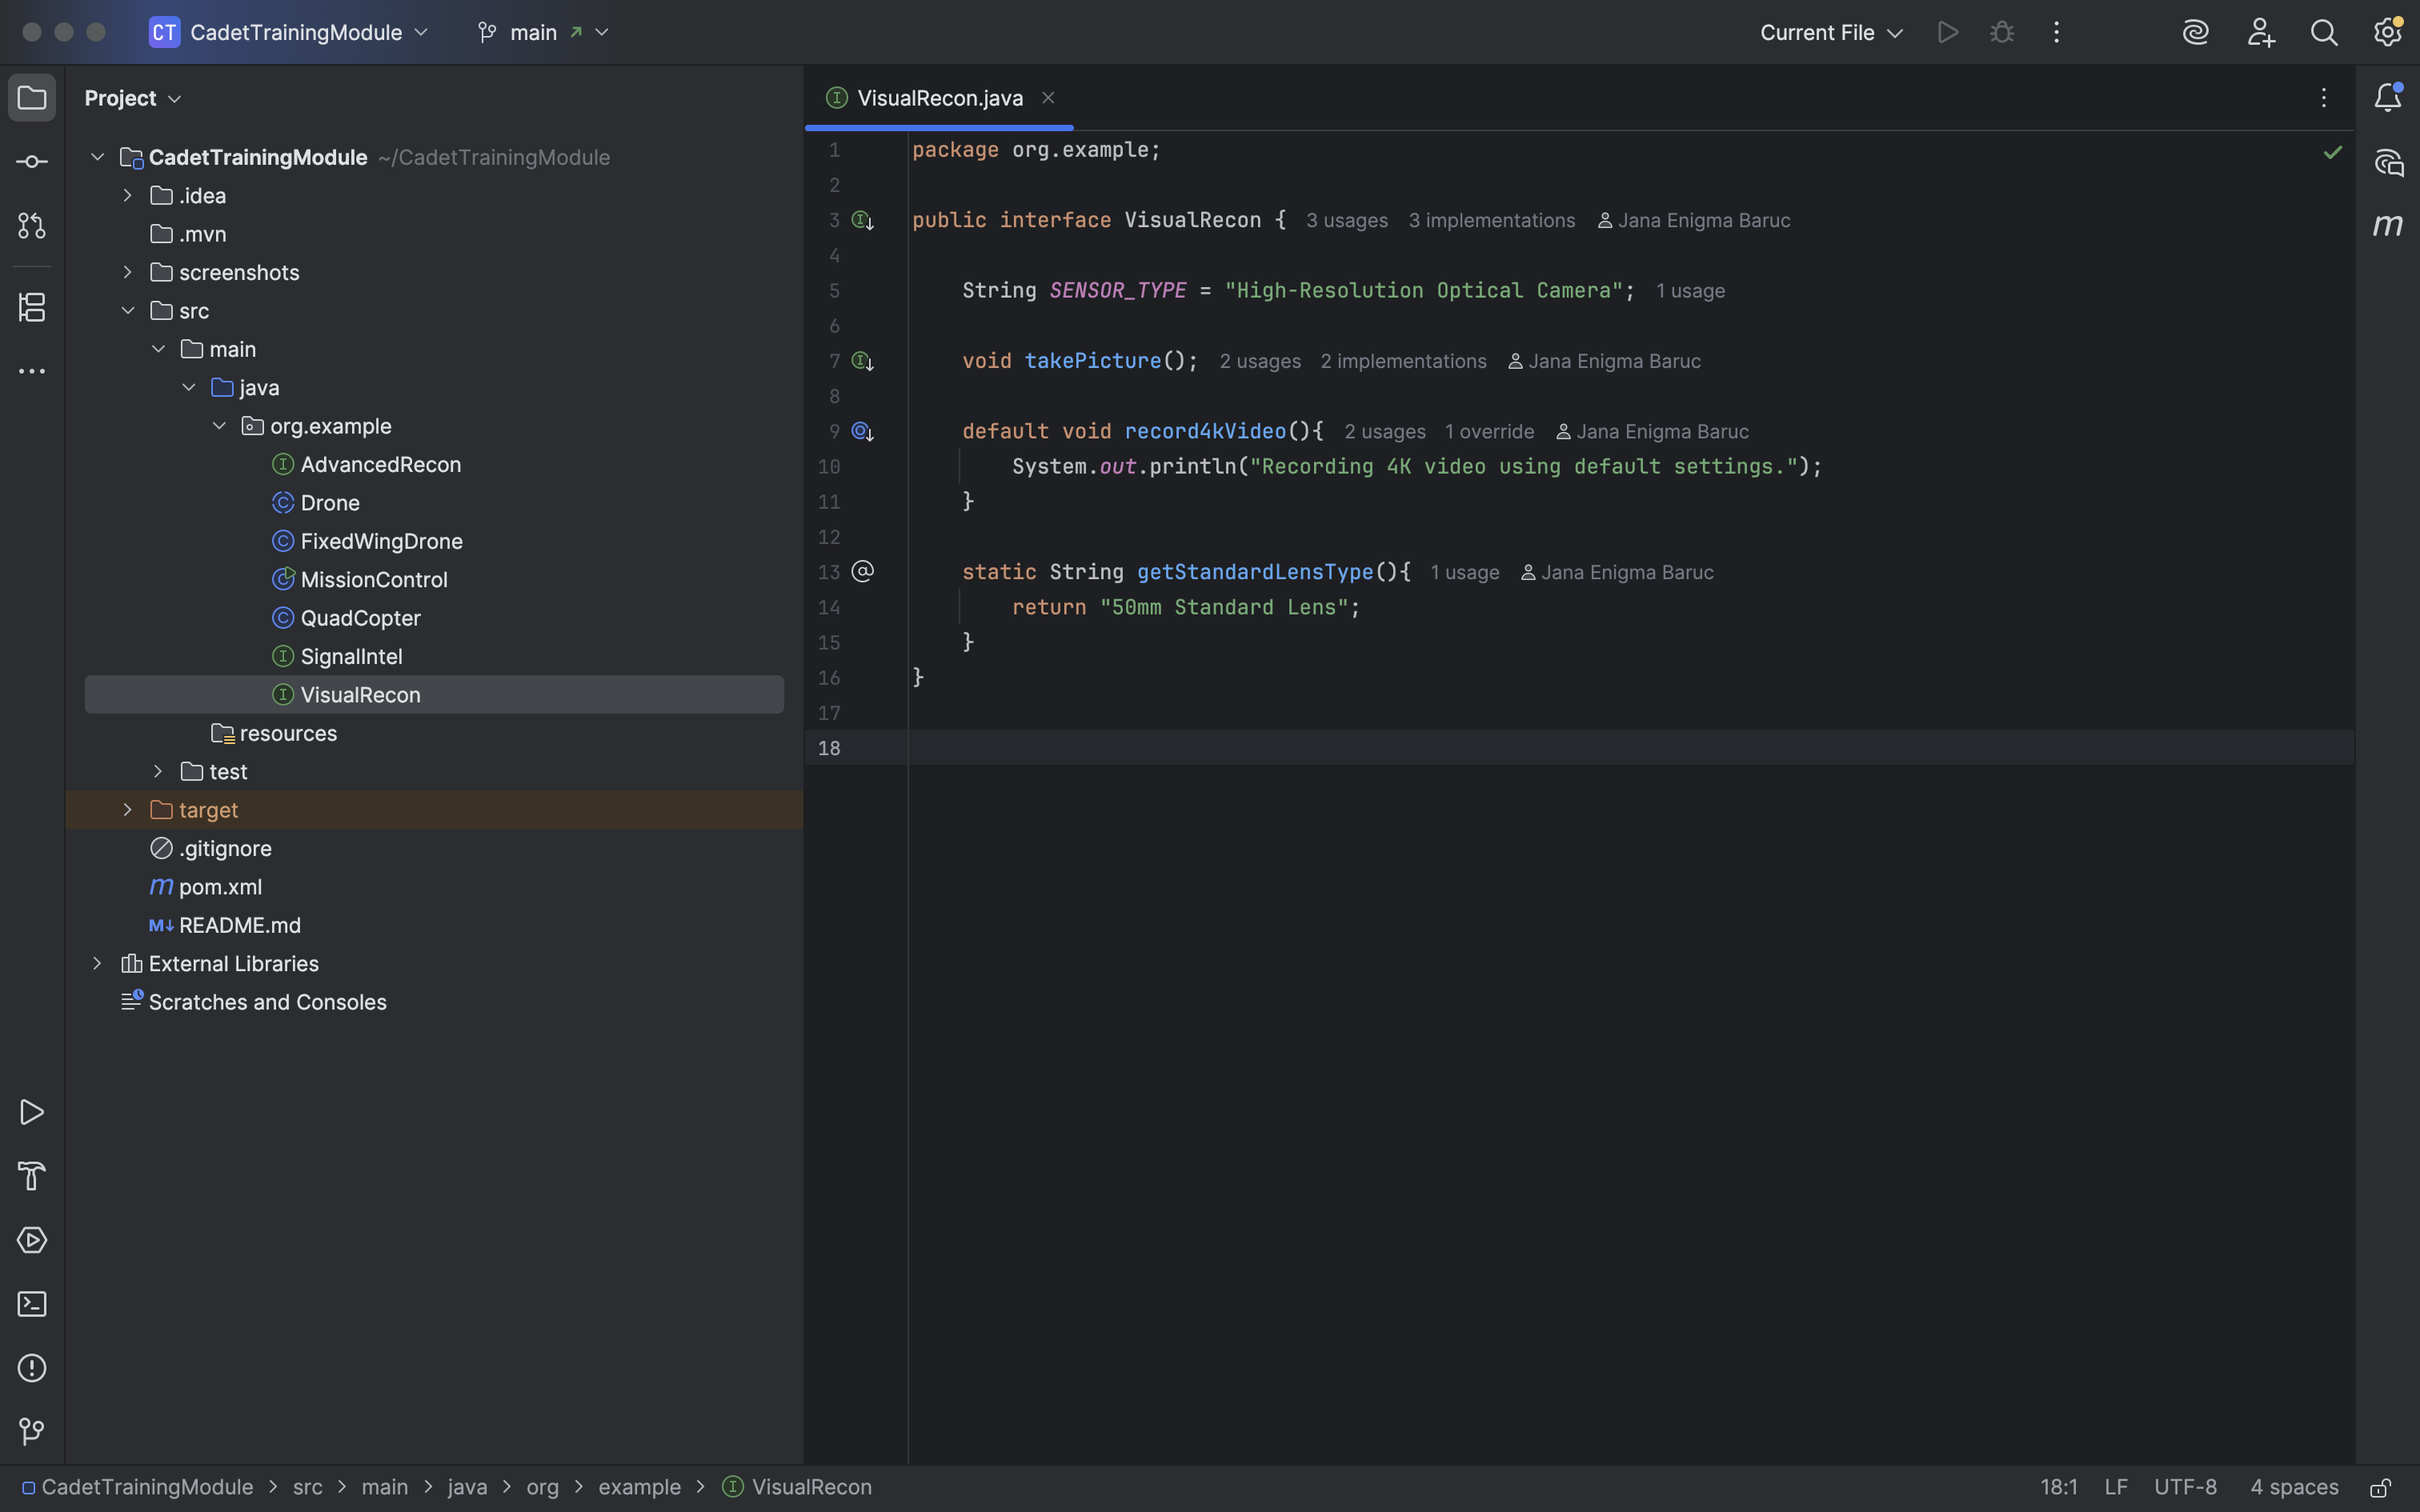 CT CadetTrainingModule main Current File
Project
CadetTrainingModule ~/CadetTrainingModule
.idea
.mvn
screenshots
src
main
java
org.example
AdvancedRecon
Drone
FixedWingDrone
MissionControl
QuadCopter
SignalIntel
VisualRecon
resources
test
target
.gitignore
pom.xml
README.md
External Libraries
Scratches and Consoles
VisualRecon.java
1 package org.example;
2
3 public interface VisualRecon { 3 usages 3 implementations Jana Enigma Baruc
4
5 String SENSOR_TYPE = "High-Resolution Optical Camera"; 1 usage
6
7 void takePicture(); 2 usages 2 implementations Jana Enigma Baruc
8
9 default void record4kVideo(){ 2 usages 1 override Jana Enigma Baruc
10 System.out.println("Recording 4K video using default settings.");
11 }
12
13 static String getStandardLensType(){ 1 usage Jana Enigma Baruc
14 return "50mm Standard Lens";
15 }
16 }
17
18
CadetTrainingModule > src > main > java > org > example > VisualRecon 18:1 LF UTF-8 4 spaces